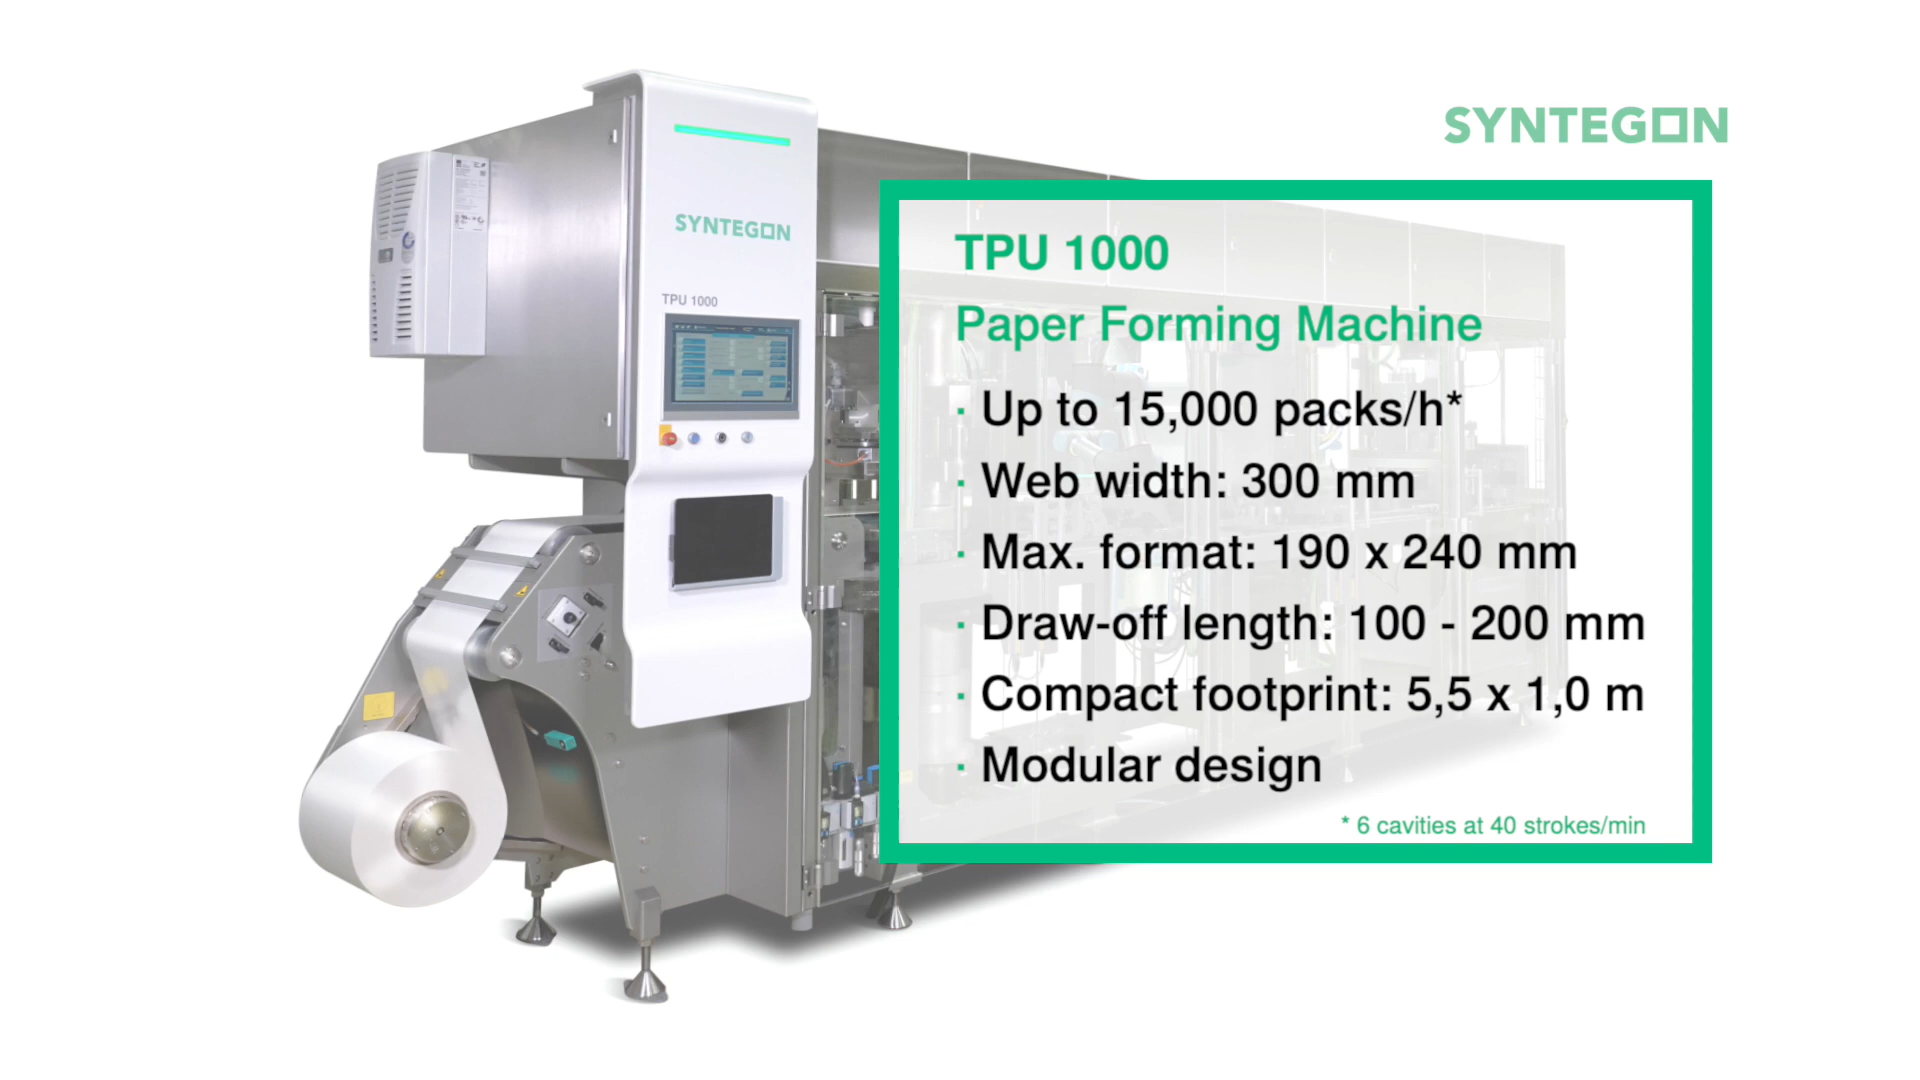 SYNTEGON
SYNTEGON
TPU 1000
TPU 1000
Paper Forming Machine
· Up to 15,000 packs/h*
· Web width: 300 mm
· Max. format: 190 x 240 mm
· Draw-off length: 100 - 200 mm
· Compact footprint: 5,5 x 1,0 m
· Modular design
* 6 cavities at 40 strokes/min